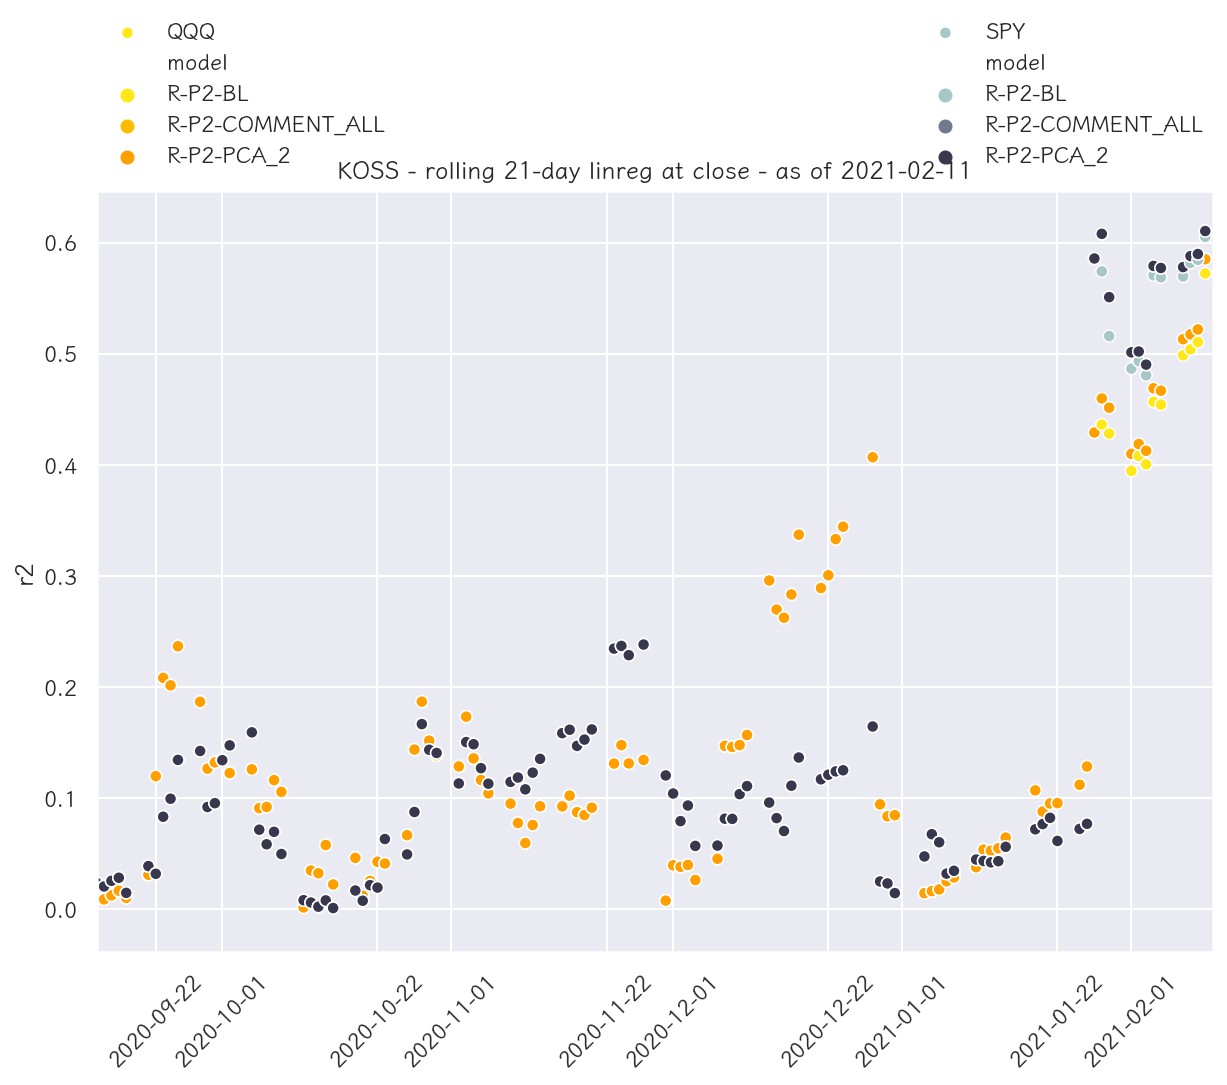 QQQ
model
R-P2-BL
R-P2-COMMENT_ALL
R-P2-PCA_2
SPY
model
R-P2-BL
R-P2-COMMENT_ALL
R-P2-PCA_2
KOSS - rolling 21-day linreg at close - as of 2021-02-11
r2
0.6
0.5
0.4
0.3
0.2
0.1
0.0
2020-09-22
2020-10-01
2020-10-22
2020-11-01
2020-11-22
2020-12-01
2020-12-22
2021-01-01
2021-01-22
2021-02-01